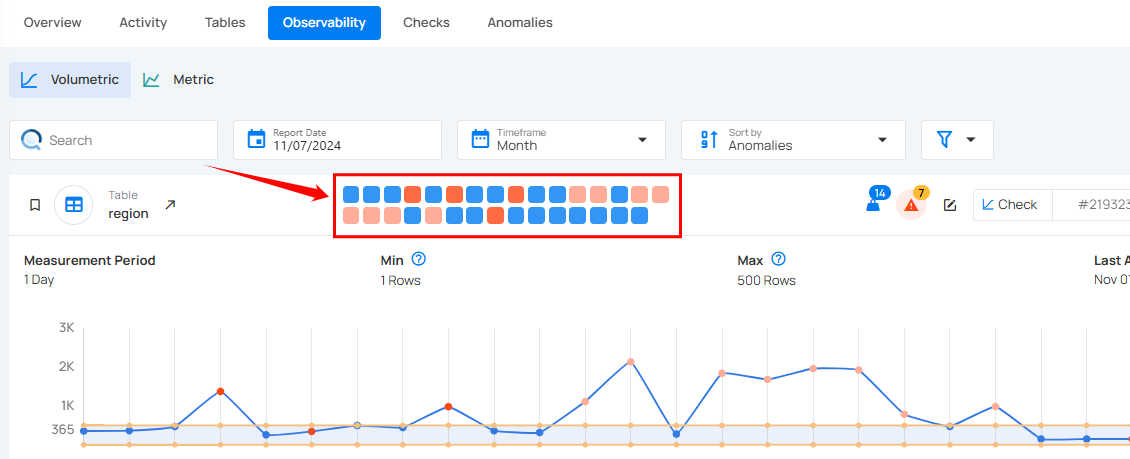 Overview Activity Tables Observability Checks Anomalies
Volumetric Metric
Search
Report Date
11/07/2024
Timeframe
Month
Sort by
Anomalies
Table
region
14
7
Check
#219323
Measurement Period
1 Day
Min
1 Rows
Max
500 Rows
Last A
Nov 01
3K
2K
1K
365